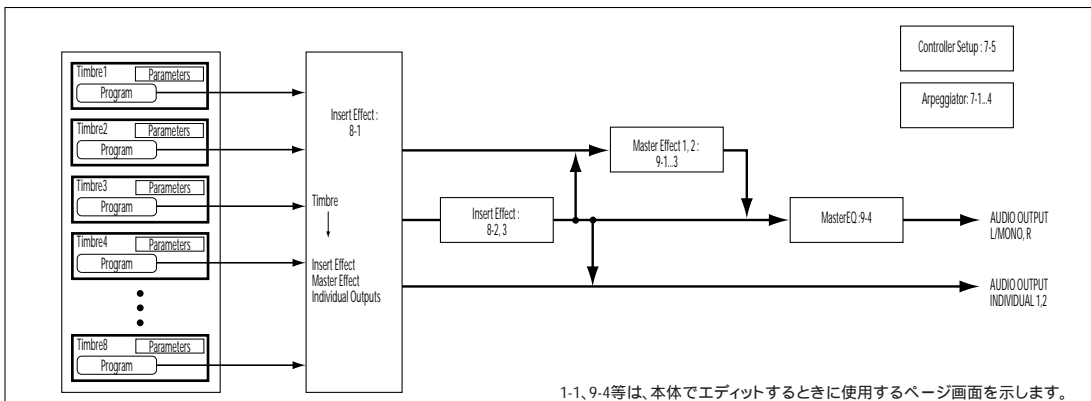 Timbre1
Parameters
Program
Timbre2
Parameters
Program
Timbre3
Parameters
Program
Timbre4
Parameters
Program
Timbre8
Parameters
Program
Insert Effect :
8-1
Timbre
Insert Effect
Master Effect
Individual Outputs
Insert Effect :
8-2, 3
Master Effect 1, 2 :
9-1...3
MasterEQ :9-4
Controller Setup : 7-5
Arpeggiator: 7-1...4
AUDIO OUTPUT
L/MONO, R
AUDIO OUTPUT
INDIVIDUAL 1,2
1-1、9-4等は、本体でエディットするときに使用するページ画面を示します。